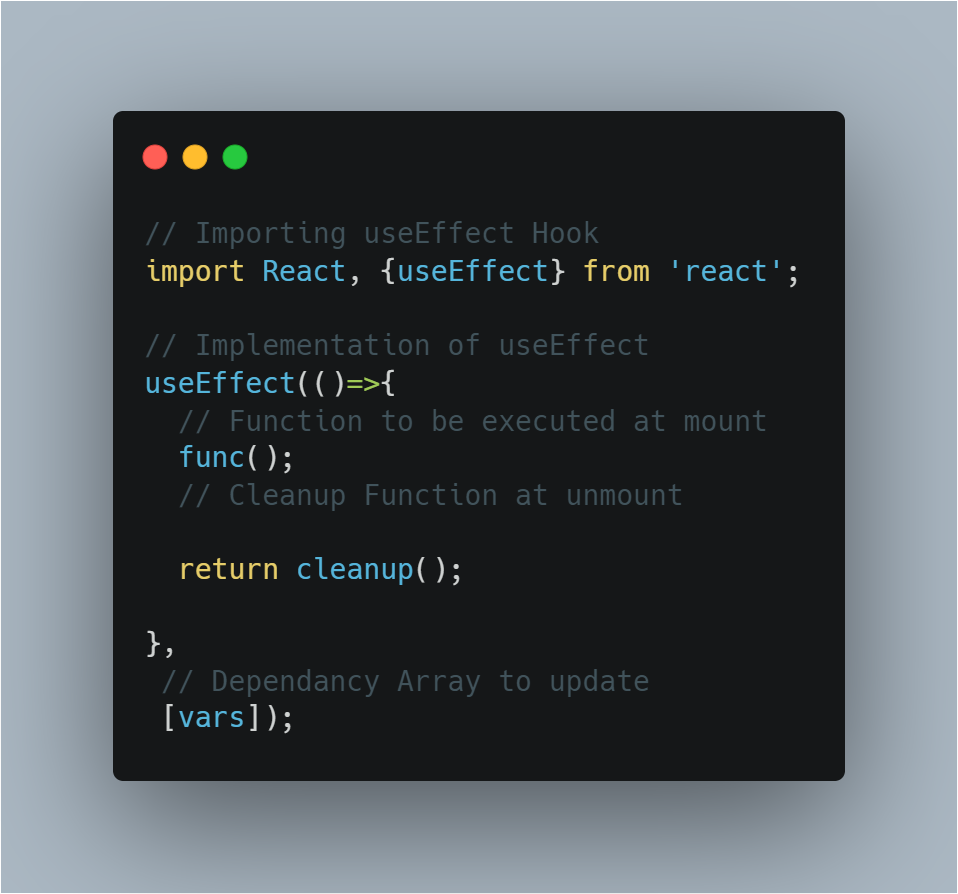 // Importing useEffect Hook
import React, {useEffect} from 'react';
// Implementation of useEffect
useEffect(()=>{
  // Function to be executed at mount
  func();
  // Cleanup Function at unmount
  return cleanup();
},
 // Dependancy Array to update
 [vars]);